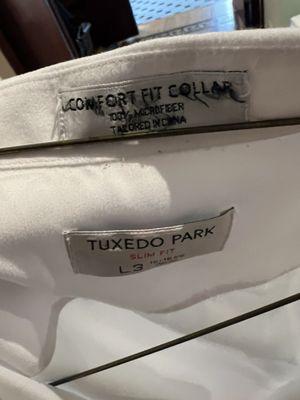 COMFORT FIT COLLAR
100% MICROFIBER
TAILORED IN CHINA
TUXEDO PARK
SLIM FIT
L3